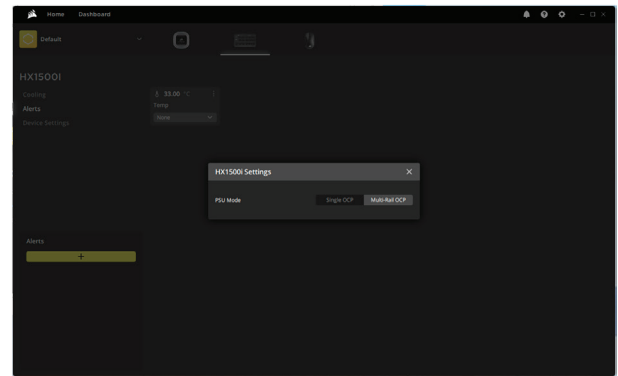 Home Dashboard
Default
HX1500I
Cooling
Alerts
Device Settings
55.00 °C
Temp
None
HX1500i Settings
PSU Mode
Single OCP Multi-Rail OCP
Alerts
+